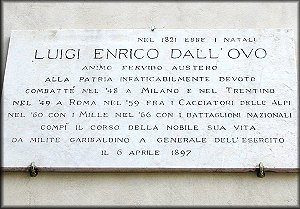 NEL 1821 EBBE I NATALI
LUIGI ENRICO DALL'OVO
ANIMO FERVIDO AUSTERO
ALLA PATRIA INFATICABILMENTE DEVOTO
COMBATTÉ NEL '48 A MILANO E NEL TRENTINO
NEL '49 A ROMA NEL '59 FRA I CACCIATORI DELLE ALPI
NEL '60 CON I MILLE NEL '66 CON I BATTAGLIONI NAZIONALI
COMPÌ IL CORSO DELLA NOBILE SUA VITA
DA MILITE GARIBALDINO A GENERALE DELL'ESERCITO
IL 6 APRILE 1897